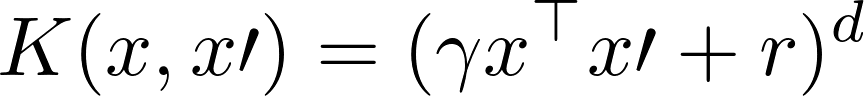 K(x, x′) = (γx⊤x′ + r)ᵈ